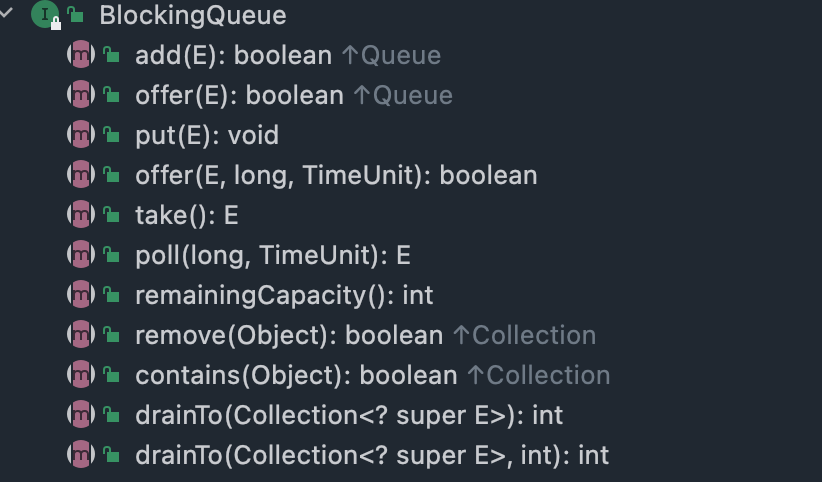 BlockingQueue
add(E): boolean ↑Queue
offer(E): boolean ↑Queue
put(E): void
offer(E, long, TimeUnit): boolean
take(): E
poll(long, TimeUnit): E
remainingCapacity(): int
remove(Object): boolean ↑Collection
contains(Object): boolean ↑Collection
drainTo(Collection<? super E>): int
drainTo(Collection<? super E>, int): int